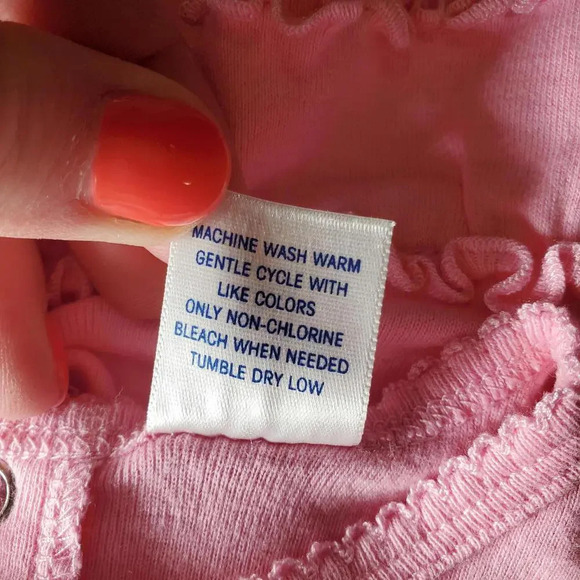 MACHINE WASH WARM
GENTLE CYCLE WITH
LIKE COLORS
ONLY NON-CHLORINE
BLEACH WHEN NEEDED
TUMBLE DRY LOW